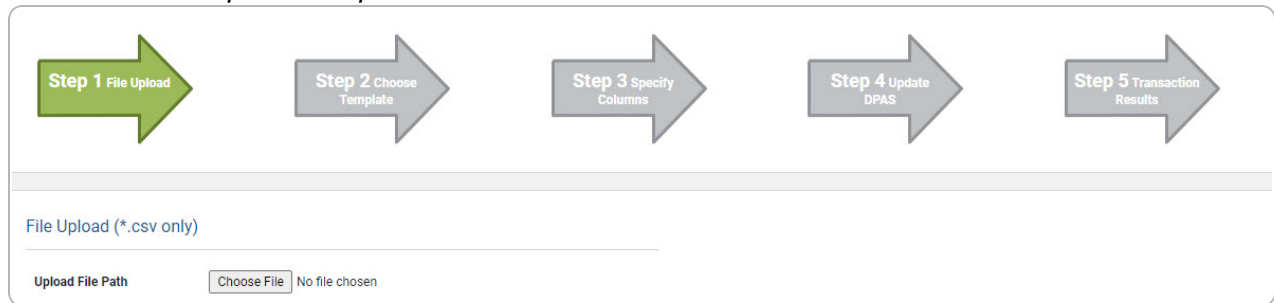 Step 1 File Upload
Step 2 Choose
Template
Step 3 Specify
Columns
Step 4 Update
DPAS
Step 5 Transaction
Results
File Upload (*.csv only)
Upload File Path Choose File No file chosen